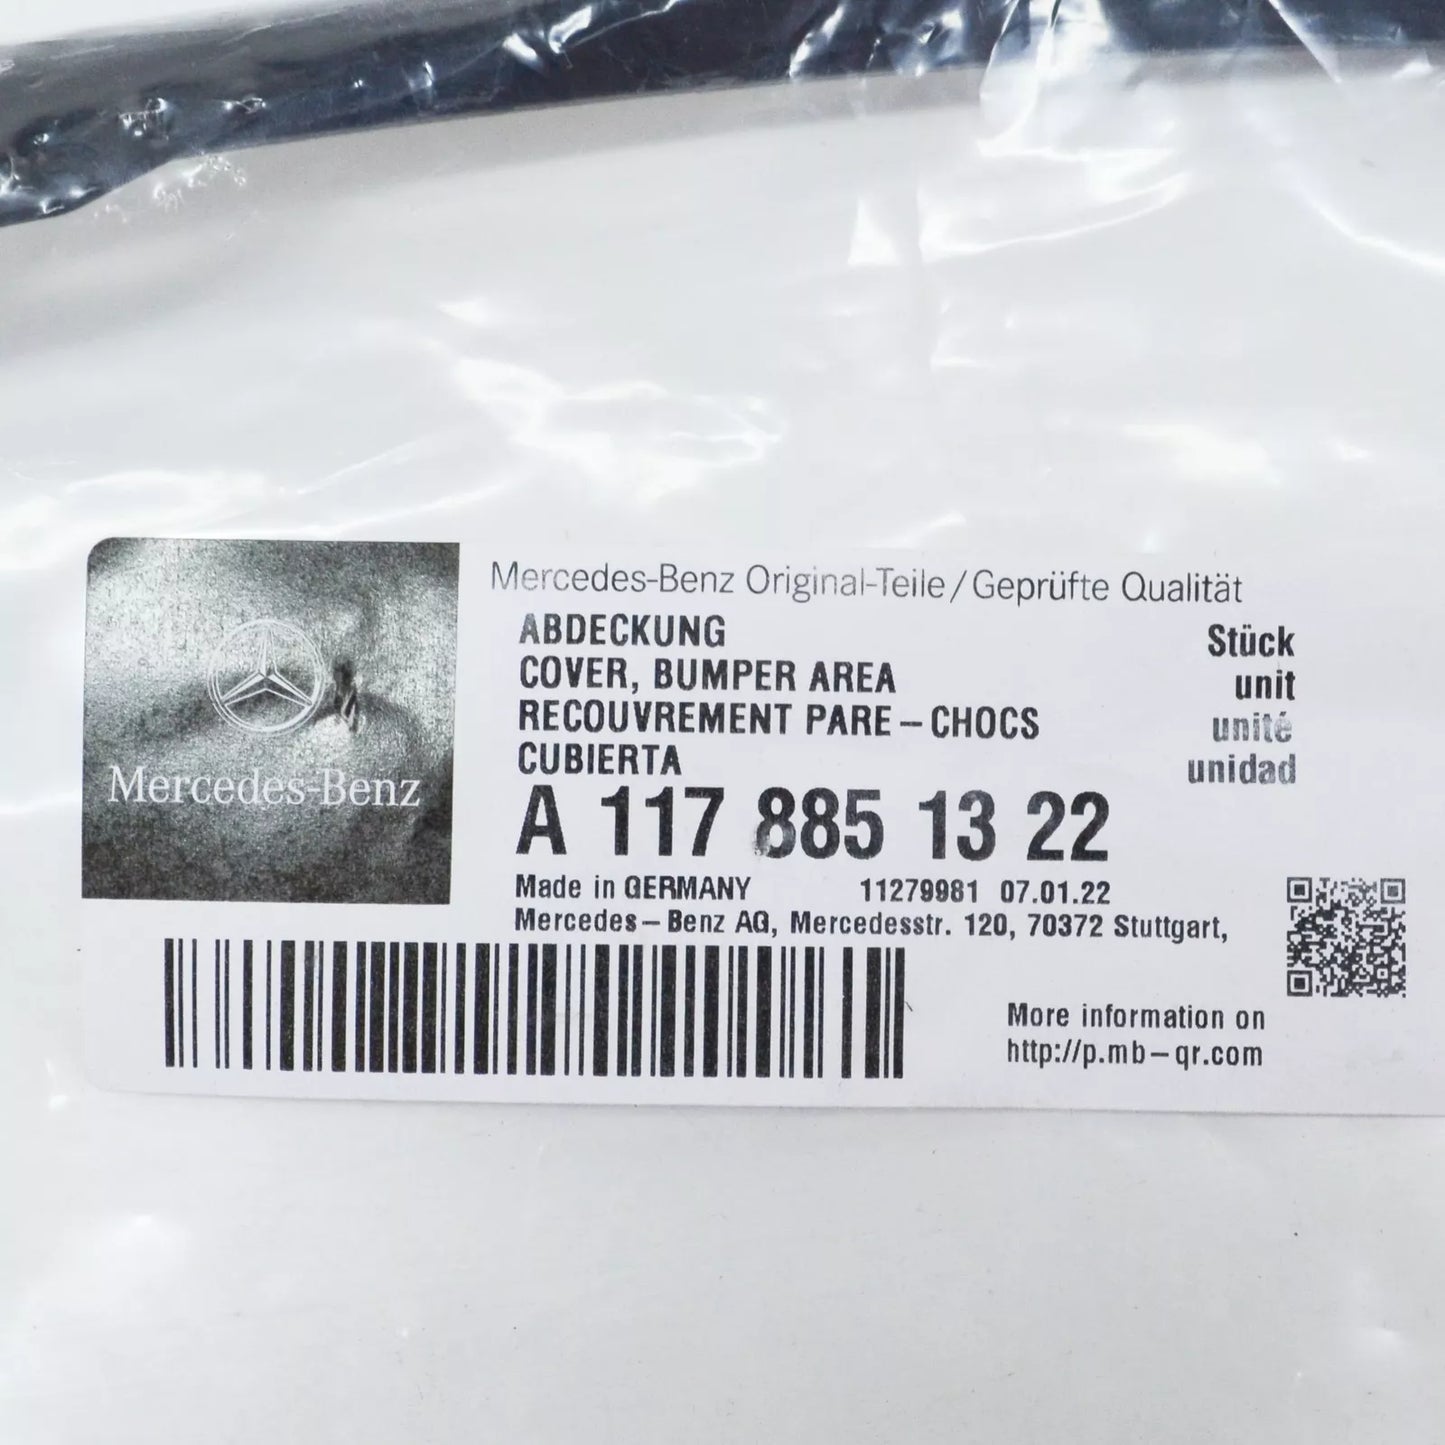 Mercedes-Benz
Mercedes-Benz Original-Teile/Geprüfte Qualität
ABDECKUNG
COVER, BUMPER AREA
RECOUVREMENT PARE-CHOCS
CUBIERTA
Stück
unit
unité
unidad
A 117 885 13 22
Made in GERMANY 11279981 07.01.22
Mercedes-Benz AG, Mercedesstr. 120, 70372 Stuttgart,
More information on
http://p.mb-qr.com